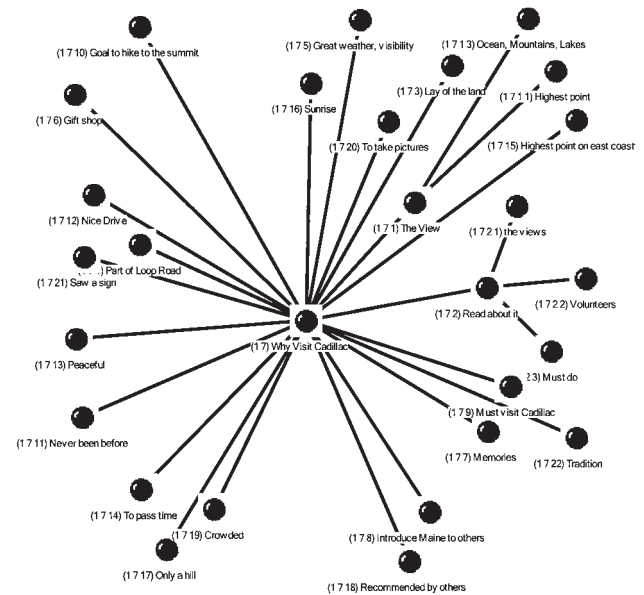 (1 7 10) Goal to hike to the summit
(1 7 5) Great weather, visibility
(1 7 1 3) Ocean, Mountains, Lakes
(1 7 3) Lay of the land
(1 7 1 1) Highest point
(1 7 16) Sunrise
(1 7 6) Gift shop
(1 7 20) To take pictures
(1 7 15) Highest point on east coast
(1 7 12) Nice Drive
(1 7 1) The View
(1 7 2 1) the views
) Part of Loop Road
(1 7 21) Saw a sign
(1 7 2 2) Volunteers
(1 7 2) Read about it
(1 7) Why Visit Cadillac
(1 7 13) Peaceful
2 3) Must do
(1 7 9) Must visit Cadillac
(1 7 11) Never been before
(1 7 7) Memories
(1 7 22) Tradition
(1 7 14) To pass time
(1 7 19) Crowded
(1 7 8) Introduce Maine to others
(1 7 17) Only a hill
(1 7 18) Recommended by others